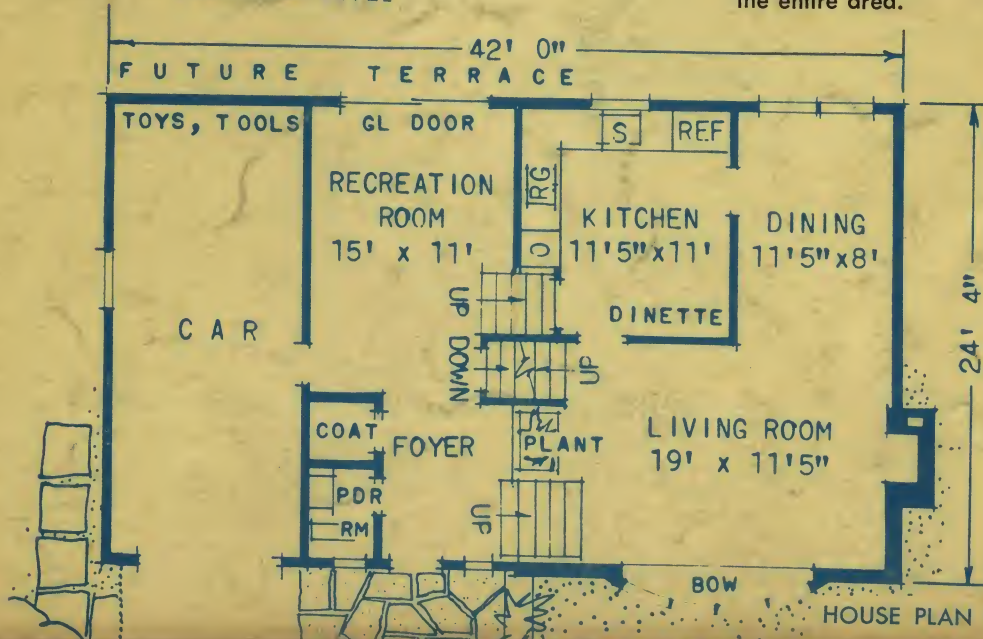 the entire area.
42' 0"
FUTURE TERRACE
TOYS, TOOLS
GL DOOR
S
REF
RECREATION
ROOM
15' x 11'
RG
O
KITCHEN
11'5"x11'
DINING
11'5"x8'
UP
DINETTE
CAR
DOWN
UP
24' 4"
COAT
FOYER
PLANT
LIVING ROOM
19' x 11'5"
PDR
RM
UP
BOW
HOUSE PLAN